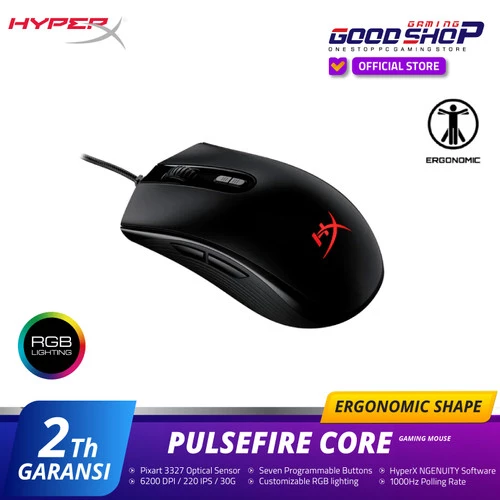 HYPERX
GAMING
GOODSHOP
ONE STOP PC GAMING STORE
OFFICIAL STORE
ERGONOMIC
RGB
LIGHTING
ERGONOMIC SHAPE
2Th
GARANSI
PULSEFIRE CORE GAMING MOUSE
• Pixart 3327 Optical Sensor • Seven Programmable Buttons • HyperX NGENUITY Software
• 6200 DPI / 220 IPS / 30G • Customizable RGB lighting • 1000Hz Polling Rate